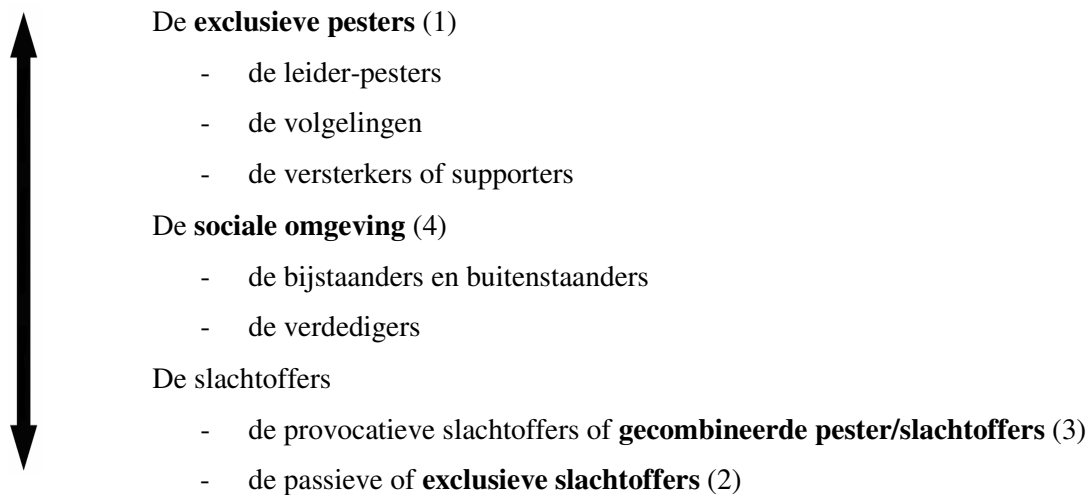 De exclusieve pesters (1)
- de leider-pesters
- de volgelingen
- de versterkers of supporters
De sociale omgeving (4)
- de bijstaanders en buitenstaanders
- de verdedigers
De slachtoffers
- de provocatieve slachtoffers of gecombineerde pester/slachtoffers (3)
- de passieve of exclusieve slachtoffers (2)